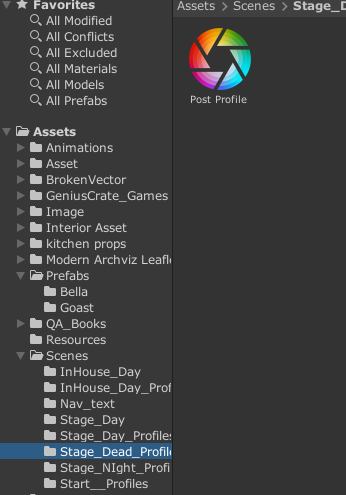 Favorites
All Modified
All Conflicts
All Excluded
All Materials
All Models
All Prefabs
Assets
Animations
Asset
BrokenVector
GeniusCrate_Games
Image
Interior Asset
kitchen props
Modern Archviz Leafle
Prefabs
Bella
Goast
QA_Books
Resources
Scenes
InHouse_Day
InHouse_Day_Prof
Nav_text
Stage_Day
Stage_Day_Profiles
Stage_Dead_Profile
Stage_NIght_Profi
Start__Profiles
Assets > Scenes > Stage_D
Post Profile